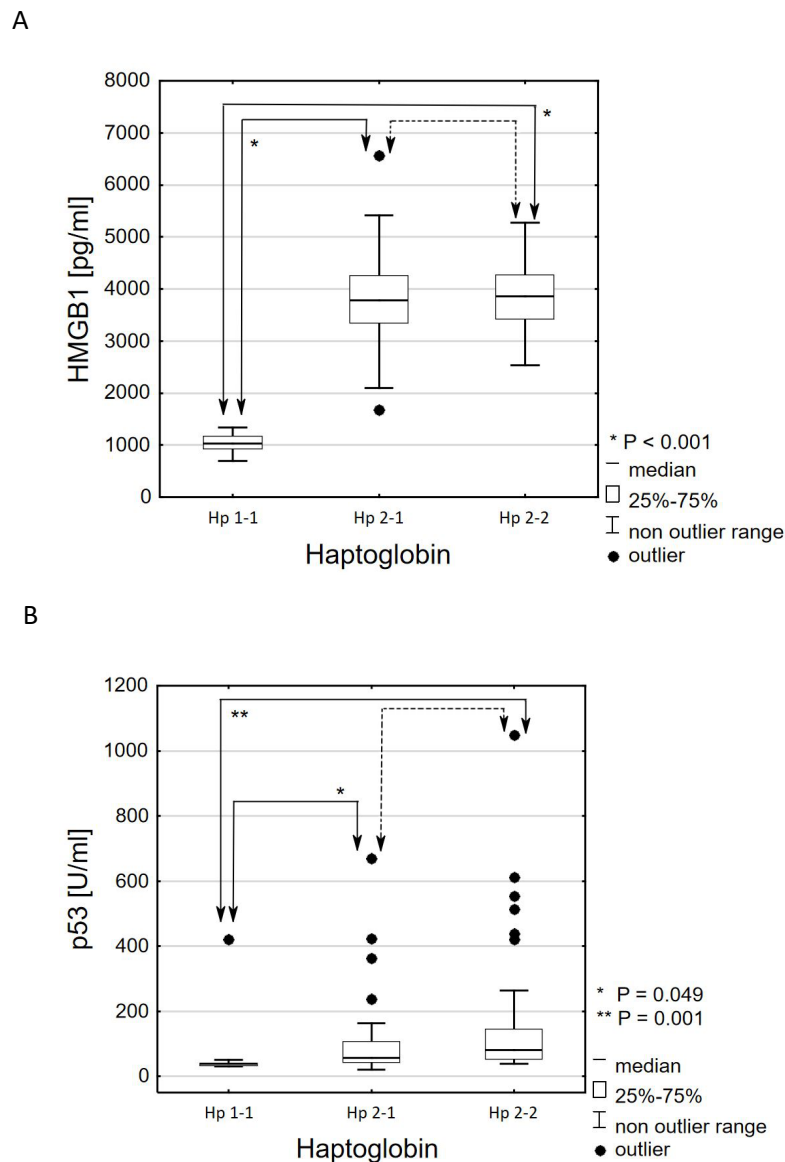 A
8000
7000
6000
5000
4000
3000
2000
1000
0
HMGB1 [pg/ml]
*
*
Hp 1-1 Hp 2-1 Hp 2-2
Haptoglobin
* P < 0.001
median
25%-75%
non outlier range
outlier
B
1200
1000
800
600
400
200
0
p53 [U/ml]
**
*
Hp 1-1 Hp 2-1 Hp 2-2
Haptoglobin
* P = 0.049
** P = 0.001
median
25%-75%
non outlier range
outlier